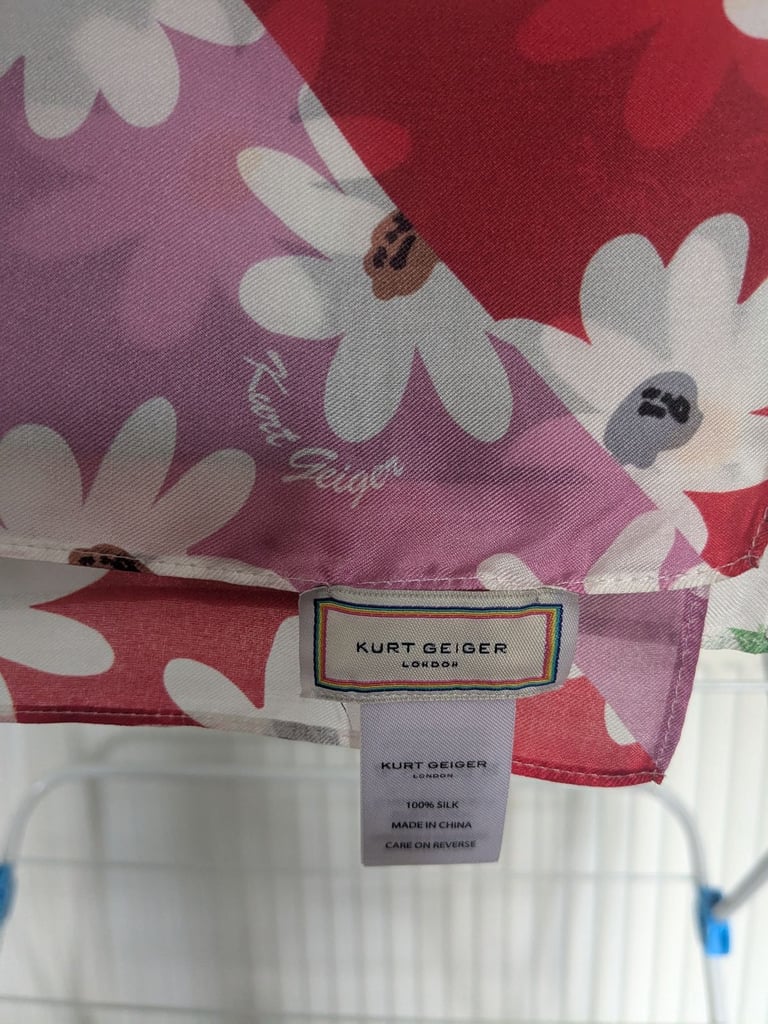 Kurt Geiger
KURT GEIGER
LONDON
KURT GEIGER
LONDON
100% SILK
MADE IN CHINA
CARE ON REVERSE